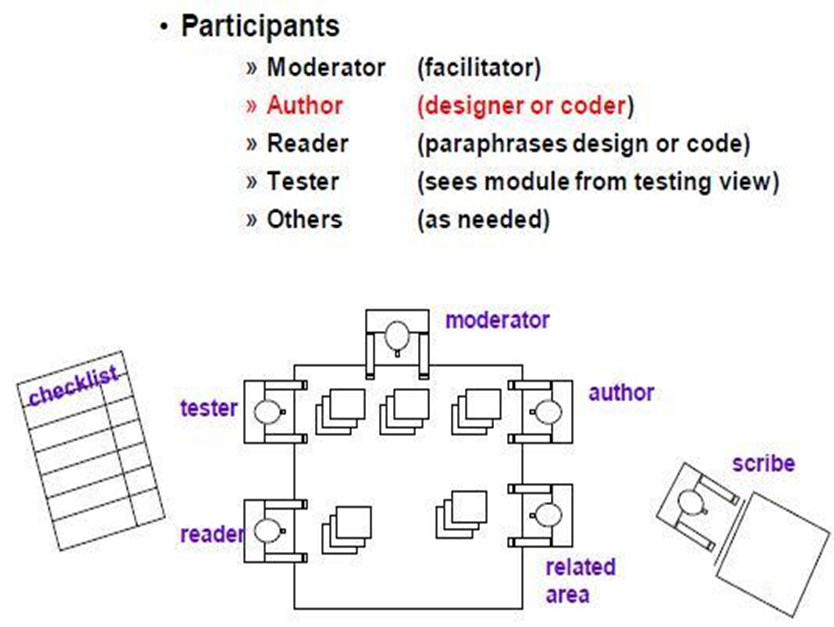 • Participants
» Moderator (facilitator)
» Author (designer or coder)
» Reader (paraphrases design or code)
» Tester (sees module from testing view)
» Others (as needed)
moderator
checklist
tester
author
scribe
reader
related
area